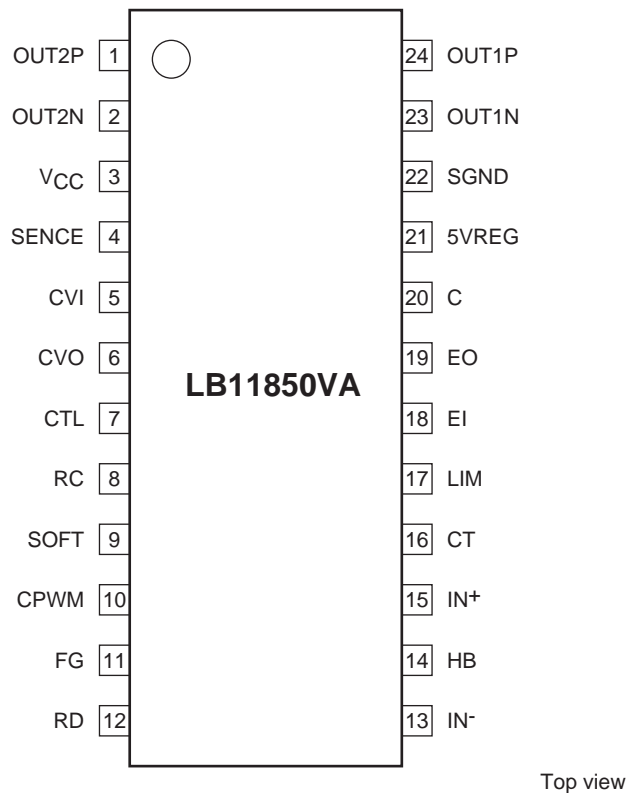 OUT2P 1 24 OUT1P
OUT2N 2 23 OUT1N
VCC 3 22 SGND
SENCE 4 21 5VREG
CVI 5 20 C
CVO 6 19 EO
LB11850VA
CTL 7 18 EI
RC 8 17 LIM
SOFT 9 16 CT
CPWM 10 15 IN+
FG 11 14 HB
RD 12 13 IN-
Top view